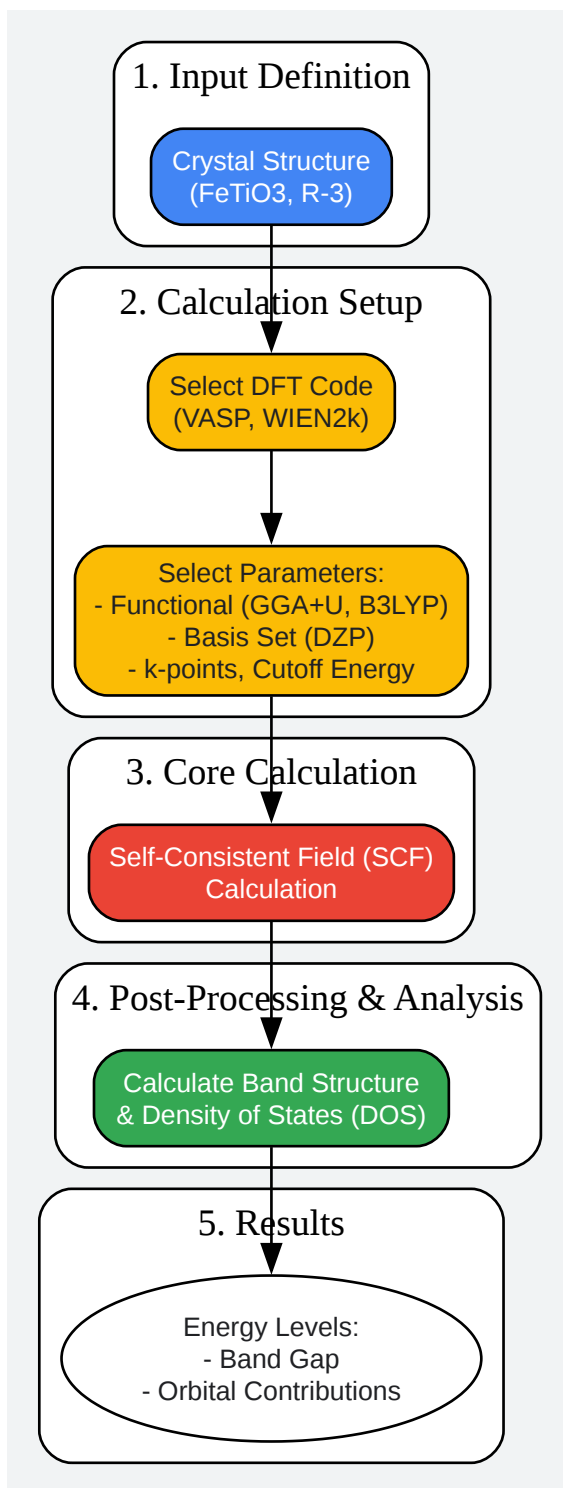 1. Input Definition
Crystal Structure
(FeTiO3, R-3)
2. Calculation Setup
Select DFT Code
(VASP, WIEN2k)
Select Parameters:
- Functional (GGA+U, B3LYP)
- Basis Set (DZP)
- k-points, Cutoff Energy
3. Core Calculation
Self-Consistent Field (SCF)
Calculation
4. Post-Processing & Analysis
Calculate Band Structure
& Density of States (DOS)
5. Results
Energy Levels:
- Band Gap
- Orbital Contributions